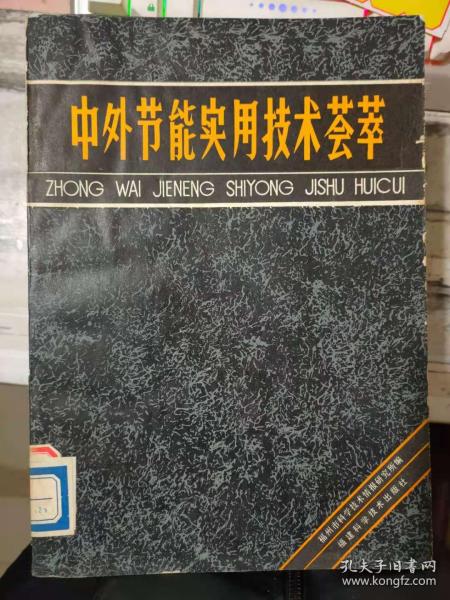 中外节能实用技术荟萃
ZHONG WAI JIENENG SHIYONG JISHU HUICUI
福州市科学技术情报研究所编
福建科学技术出版社
孔夫子旧书网
www.kongfz.com